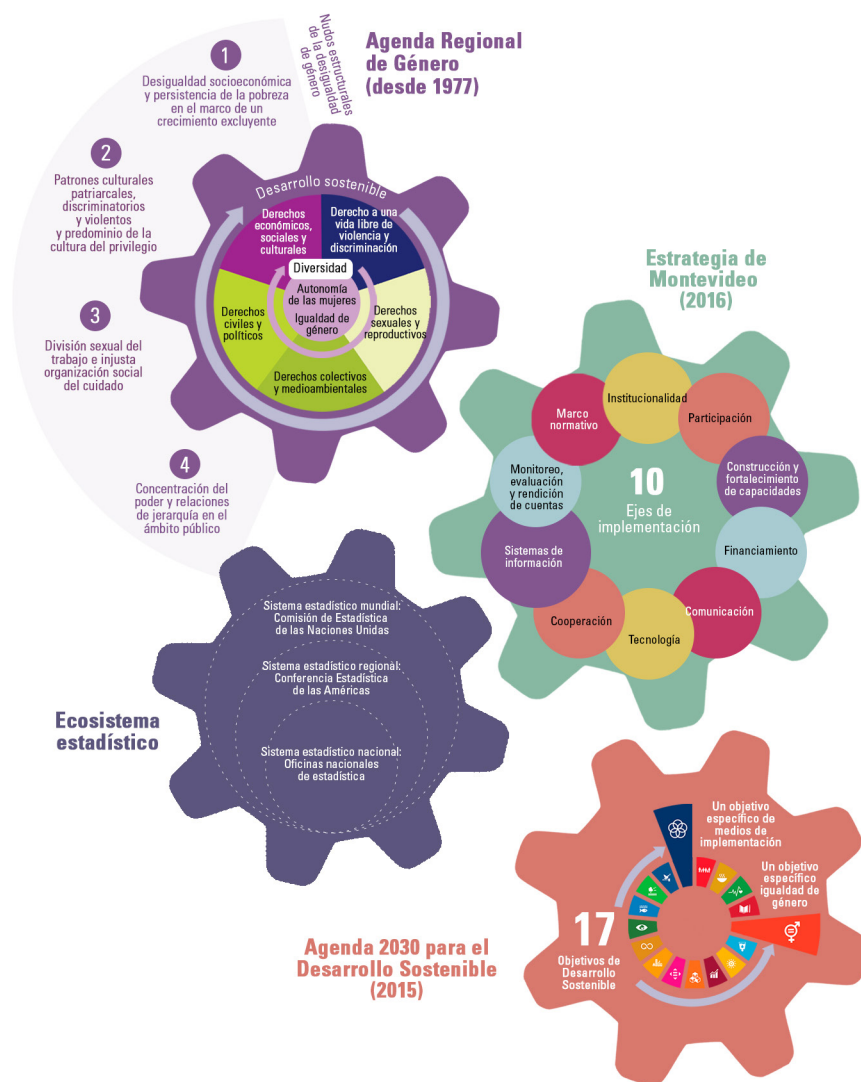 Agenda Regional
de Género
(desde 1977)
Nudos estructurales
de la desigualdad
de género
1
Desigualdad socioeconómica
y persistencia de la pobreza
en el marco de un
crecimiento excluyente
2
Patrones culturales
patriarcales,
discriminatorios
y violentos
y predominio de la
cultura del privilegio
3
División sexual del
trabajo e injusta
organización social
del cuidado
4
Concentración del
poder y relaciones
de jerarquía en el
ámbito público
Desarrollo sostenible
Derechos
económicos,
sociales y
culturales
Derecho a una
vida libre de
violencia y
discriminación
Diversidad
Autonomía
de las mujeres
Igualdad de
género
Derechos
civiles y
políticos
Derechos
sexuales y
reproductivos
Derechos colectivos
y medioambientales
Estrategia de
Montevideo
(2016)
Institucionalidad
Participación
Construcción y
fortalecimiento
de capacidades
Financiamiento
Comunicación
Tecnología
Cooperación
Sistemas de
información
Monitoreo,
evaluación
y rendición
de cuentas
Marco
normativo
10
Ejes de
implementación
Ecosistema
estadístico
Sistema estadístico mundial:
Comisión de Estadística
de las Naciones Unidas
Sistema estadístico regional:
Conferencia Estadística
de las Américas
Sistema estadístico nacional:
Oficinas nacionales
de estadística
Agenda 2030 para el
Desarrollo Sostenible
(2015)
17
Objetivos de
Desarrollo
Sostenible
Un objetivo
específico de
medios de
implementación
Un objetivo
específico
igualdad de
género